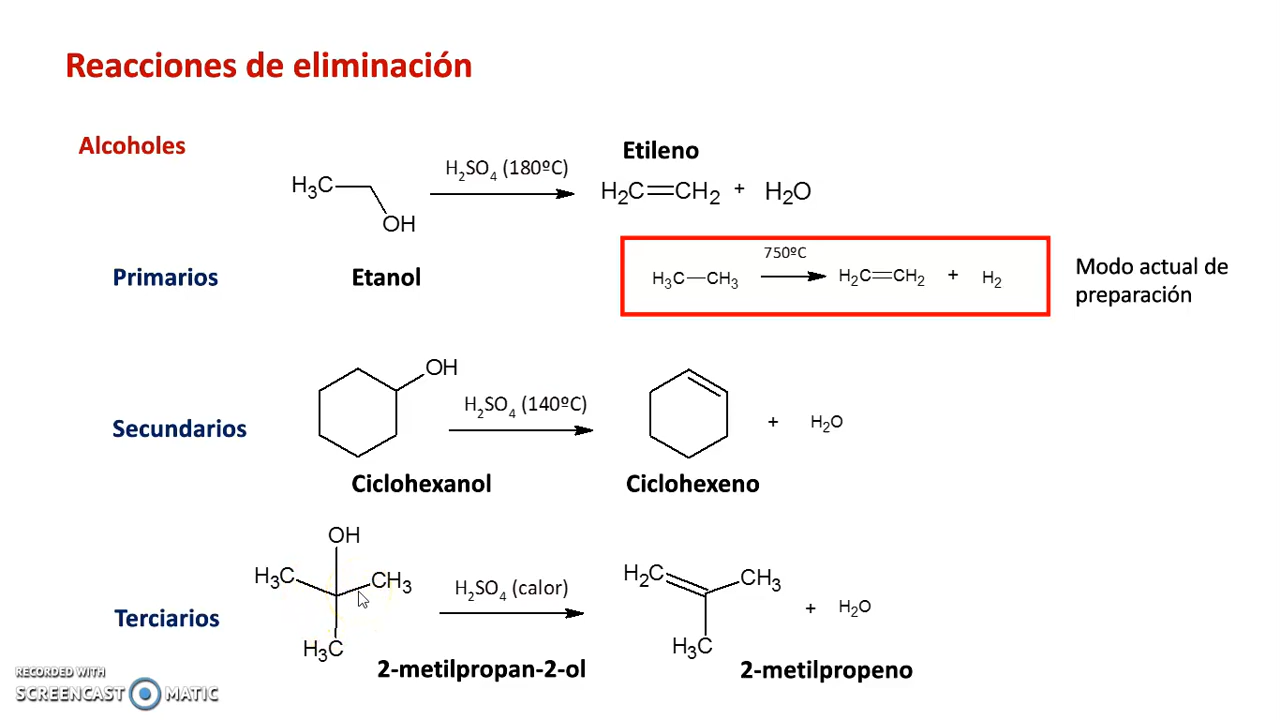 Reacciones de eliminación
Alcoholes
Etileno
H₃C
OH
H₂SO₄ (180ºC)
H₂C=CH₂ + H₂O
Primarios
Etanol
H₃C—CH₃
750ºC
H₂C=CH₂ + H₂
Modo actual de
preparación
Secundarios
OH
H₂SO₄ (140ºC)
+ H₂O
Ciclohexanol
Ciclohexeno
Terciarios
OH
H₃C
CH₃
H₃C
H₂SO₄ (calor)
H₂C
CH₃
H₃C
+ H₂O
2-metilpropan-2-ol
2-metilpropeno
RECORDED WITH
SCREENCAST MATIC